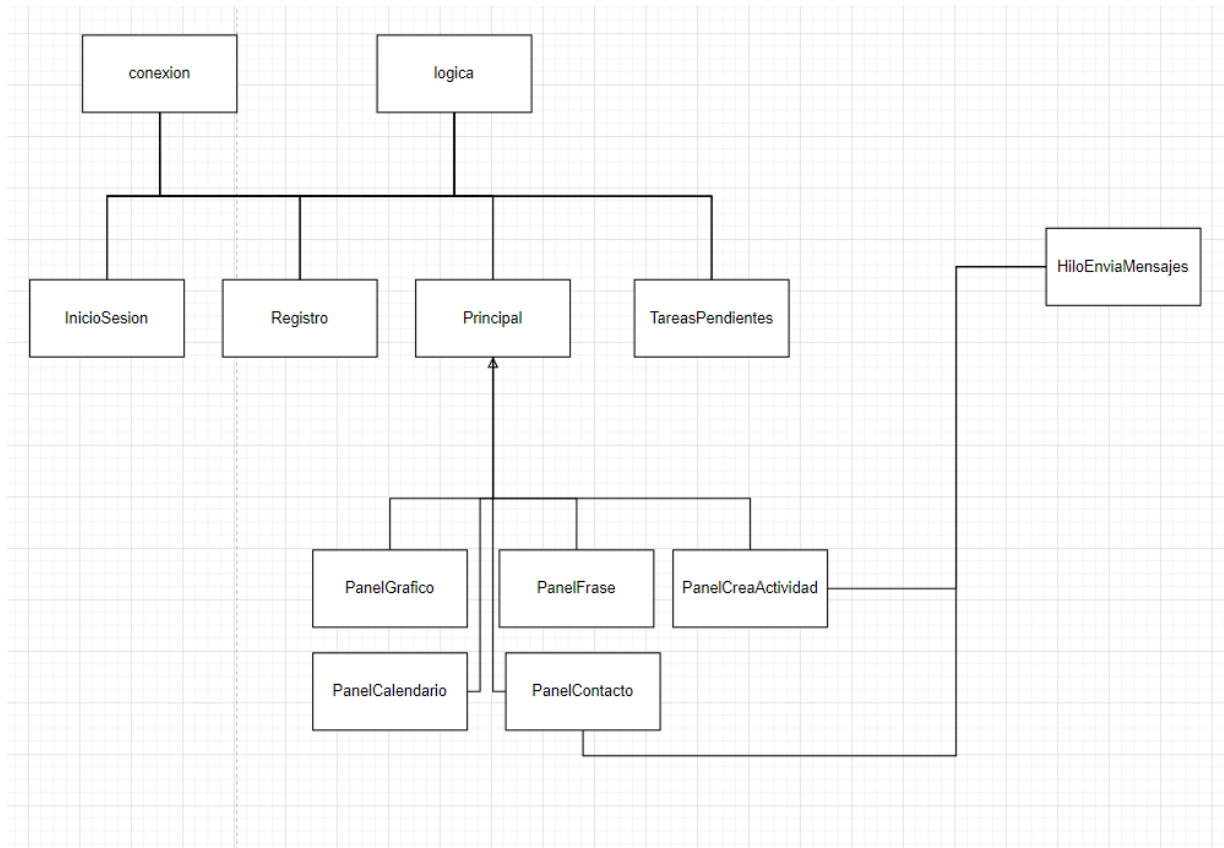 conexion
logica
HiloEnviaMensajes
InicioSesion
Registro
Principal
TareasPendientes
PanelGrafico
PanelFrase
PanelCreaActividad
PanelCalendario
PanelContacto